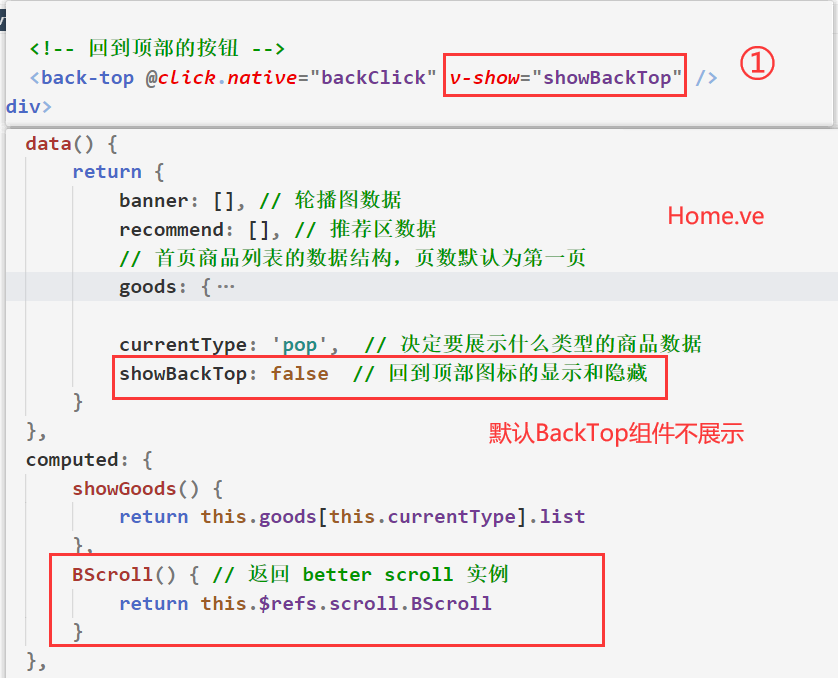 <!-- 回到顶部的按钮 -->
<back-top @click.native="backClick" v-show="showBackTop" /> ①
div>
data() {
return {
banner: [], // 轮播图数据
recommend: [], // 推荐区数据
Home.ve
// 首页商品列表的数据结构，页数默认为第一页
goods: { ···
currentType: 'pop', // 决定要展示什么类型的商品数据
showBackTop: false // 回到顶部图标的显示和隐藏
}
},
默认BackTop组件不展示
computed: {
showGoods() {
return this.goods[this.currentType].list
},
BScroll() { // 返回 better scroll 实例
return this.$refs.scroll.BScroll
}
},